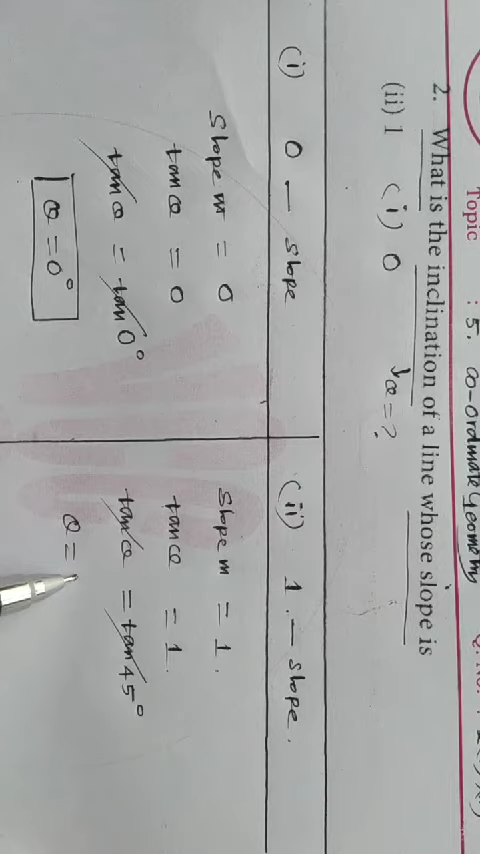 Topic : 5. co-ordinate Geometry
2. What is the inclination of a line whose slope is
(ii) 1 (i) 0 θ = ?
(i) 0 — slope
Slope m = 0
tan θ = 0
tan θ = tan 0°
θ = 0°
(ii) 1. — slope.
Slope m = 1.
tan θ = 1.
tan θ = tan 45°
θ =